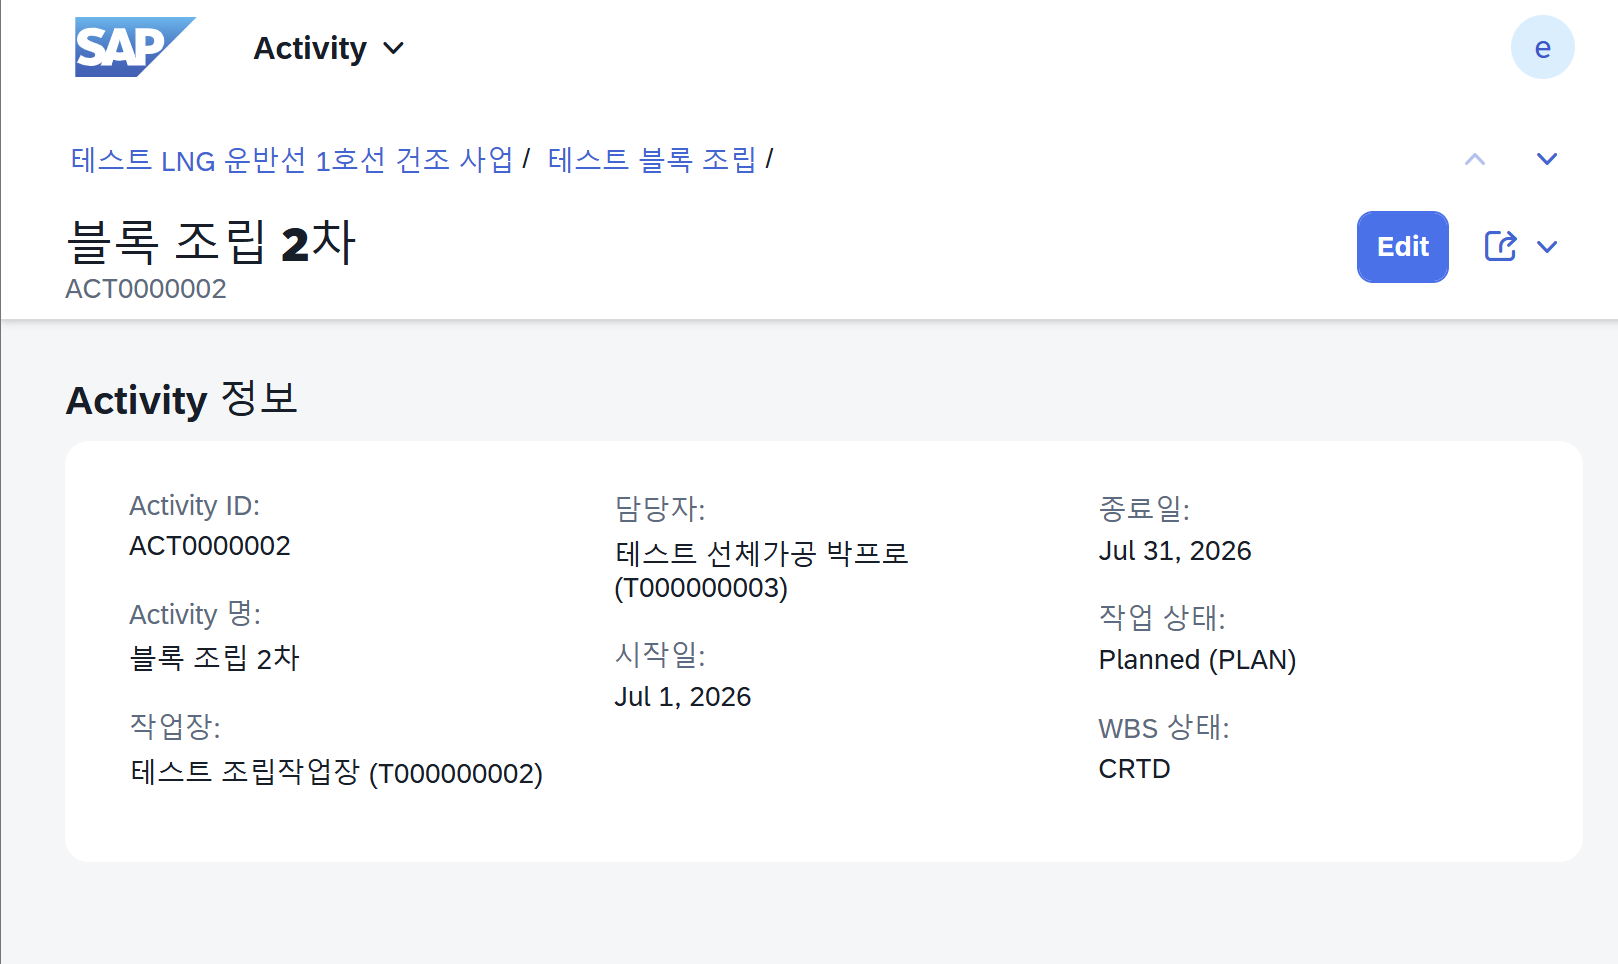 SAP
Activity
e
테스트 LNG 운반선 1호선 건조 사업 / 테스트 블록 조립 /
블록 조립 2차
ACT0000002
Edit
Activity 정보
Activity ID:
ACT0000002
Activity 명:
블록 조립 2차
작업장:
테스트 조립작업장 (T000000002)
담당자:
테스트 선체가공 박프로
(T000000003)
시작일:
Jul 1, 2026
종료일:
Jul 31, 2026
작업 상태:
Planned (PLAN)
WBS 상태:
CRTD